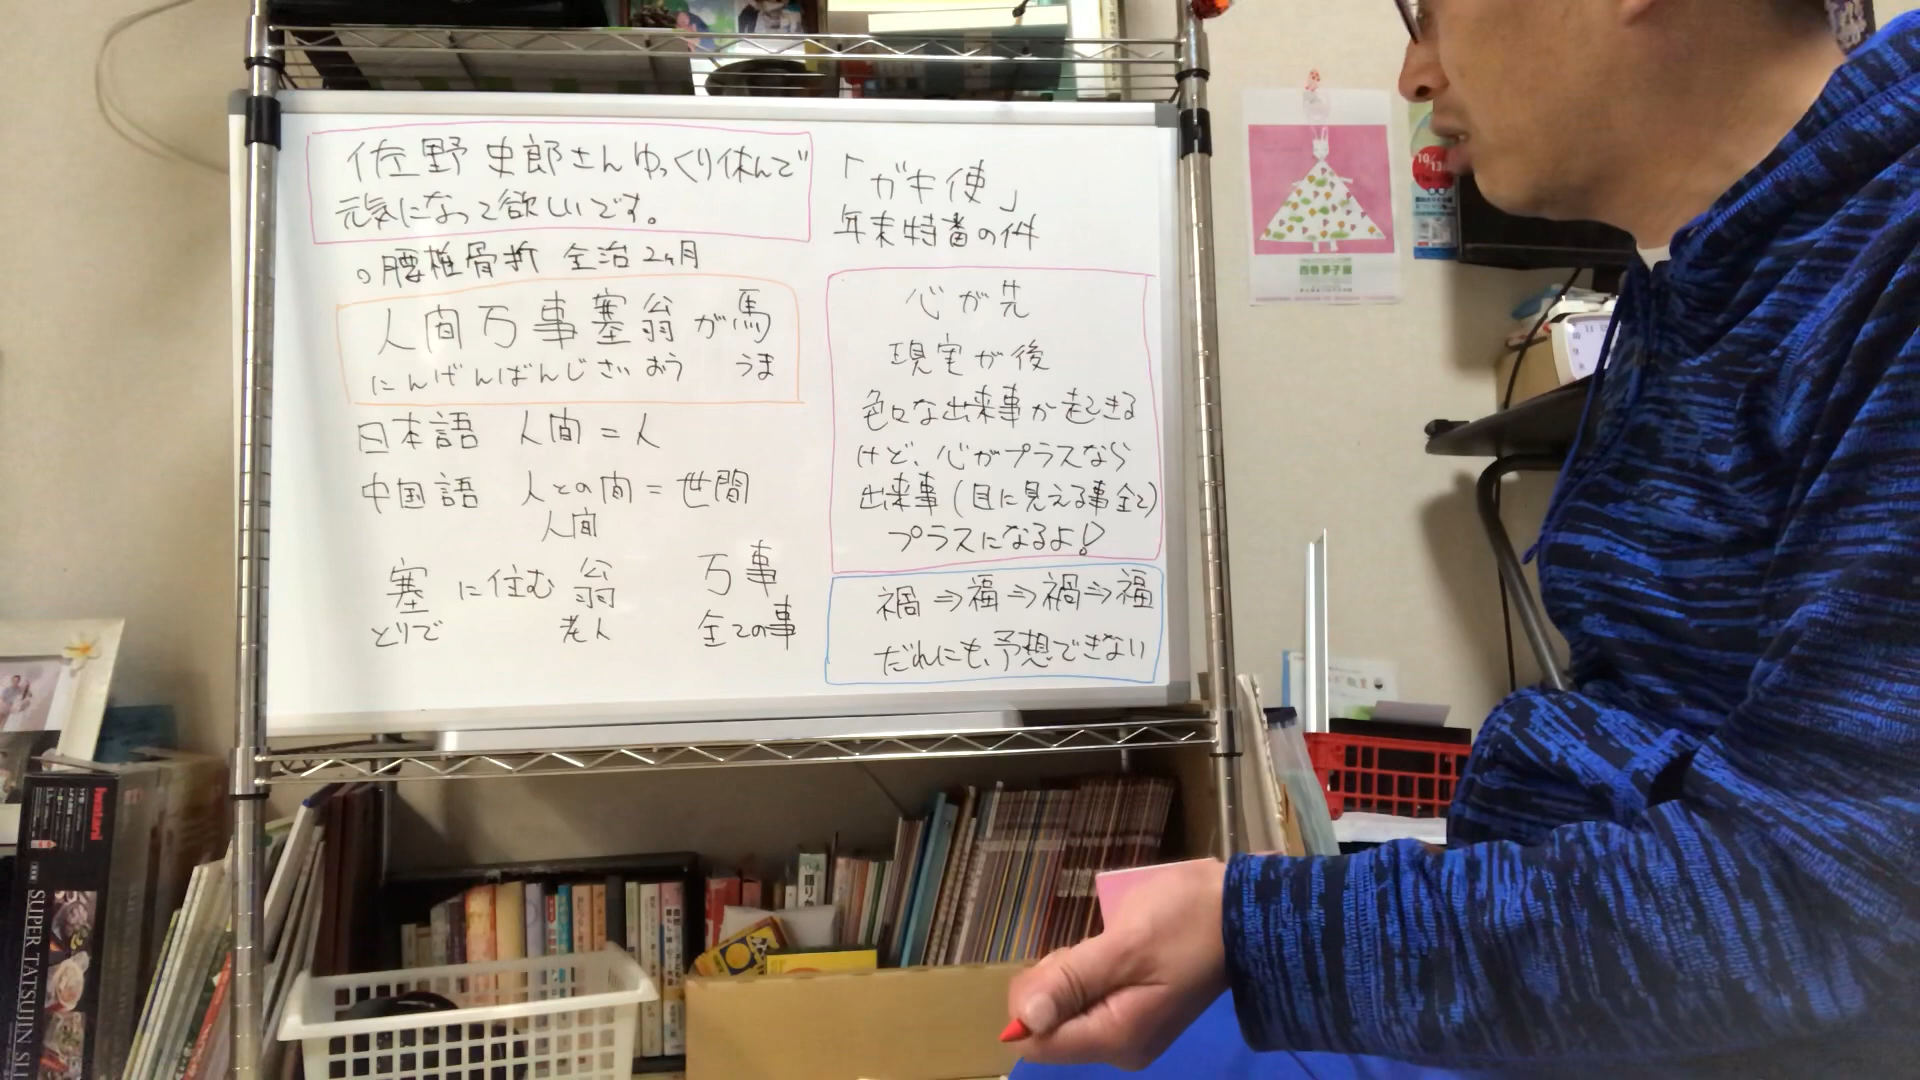 佐野史郎さんゆっくり休んで
元気になって欲しいです。
。腰椎骨折 全治2ヶ月
人間万事塞翁が馬
にんげんばんじさいおう うま
日本語 人間=人
中国語 人との間=世間
人間
塞に住む翁 万事
とりで 老人 全ての事
「ガキ使」
年末特番の件
心が先
現実が後
色々な出来事が起きる
けど、心がプラスなら
出来事(目に見える事全て)
プラスになるよ!
禍⇒福⇒禍⇒福
だれにも、予想できない
10/13
Iwatani
SUPER TATSUJIN SLI